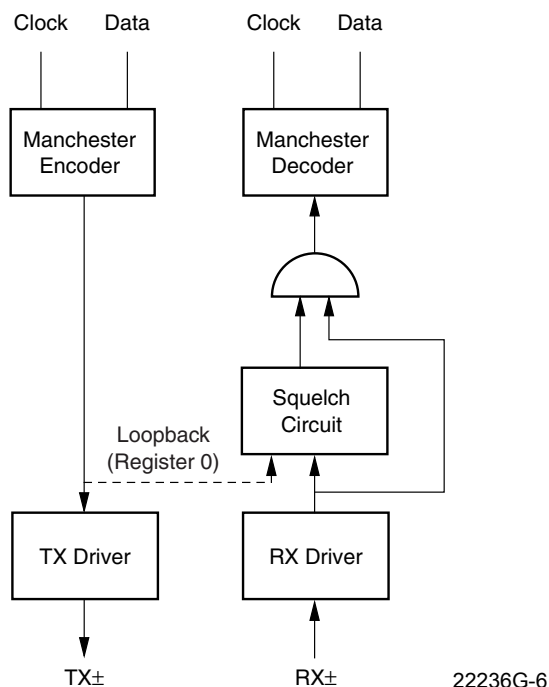 Clock
Data
Clock
Data
Manchester
Encoder
Manchester
Decoder
Squelch
Circuit
Loopback
(Register 0)
TX Driver
RX Driver
TX±
RX±
22236G-6